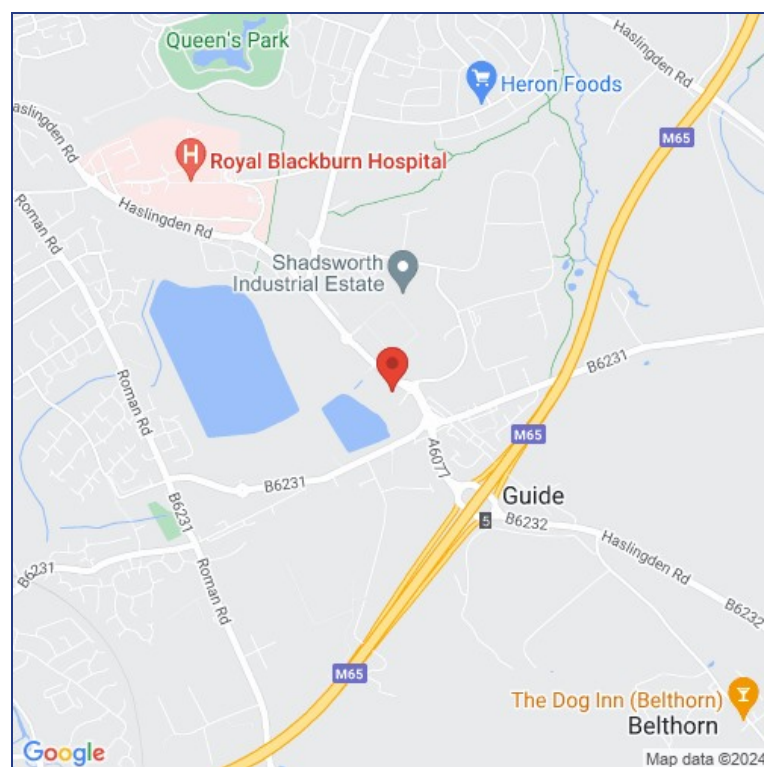 Queen's Park
Haslingden Rd
Heron Foods
M65
H
Royal Blackburn Hospital
aslingden Rd
Roman Rd
Haslingden Rd
Shadsworth
Industrial Estate
B6231
Roman Rd
M65
A6077
B6231
Guide
5
B6232
B6231
B6231
Haslingden Rd
Roman Rd
B6232
M65
The Dog Inn (Belthorn)
Belthorn
Google
Map data ©2024